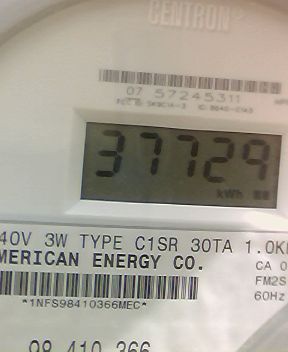 CENTRON
07 57245311
37729
kWh
40V 3W TYPE C1SR 30TA 1.0K
MERICAN ENERGY CO.
CA 0
FM2S
60Hz
*1NFS98410366MEC*
98 410 366